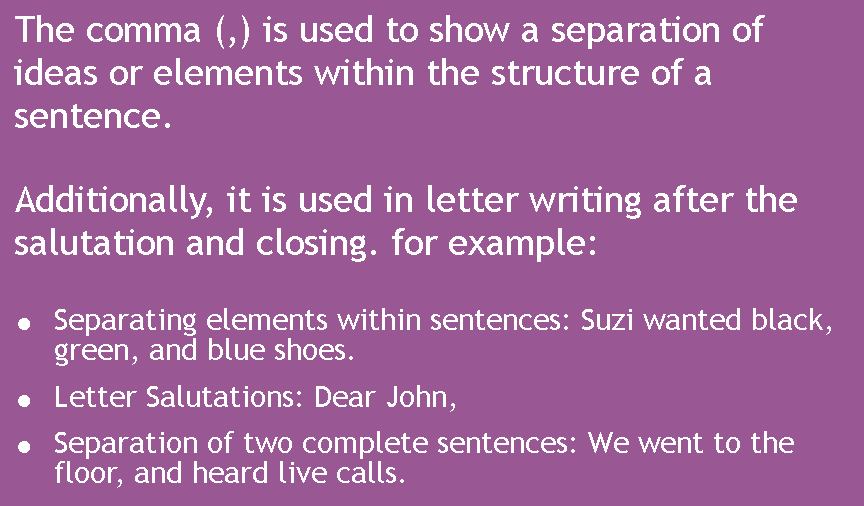 The comma (,) is used to show a separation of
ideas or elements within the structure of a
sentence.
Additionally, it is used in letter writing after the
salutation and closing. for example:
• Separating elements within sentences: Suzi wanted black,
green, and blue shoes.
• Letter Salutations: Dear John,
• Separation of two complete sentences: We went to the
floor, and heard live calls.